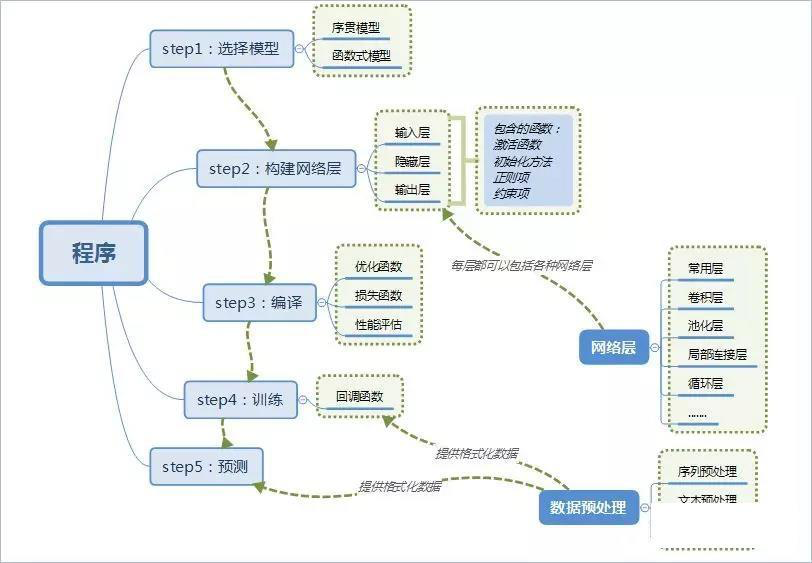 序贯模型
step1：选择模型
函数式模型
包含的函数：
激活函数
初始化方法
正则项
约束项
输入层
隐藏层
输出层
step2：构建网络层
程序
每层都可以包括各种网络层
优化函数
损失函数
性能评估
step3：编译
常用层
卷积层
池化层
局部连接层
循环层
……
网络层
step4：训练
回调函数
提供格式化数据
step5：预测
提供格式化数据
序列预处理
文本预处理
数据预处理